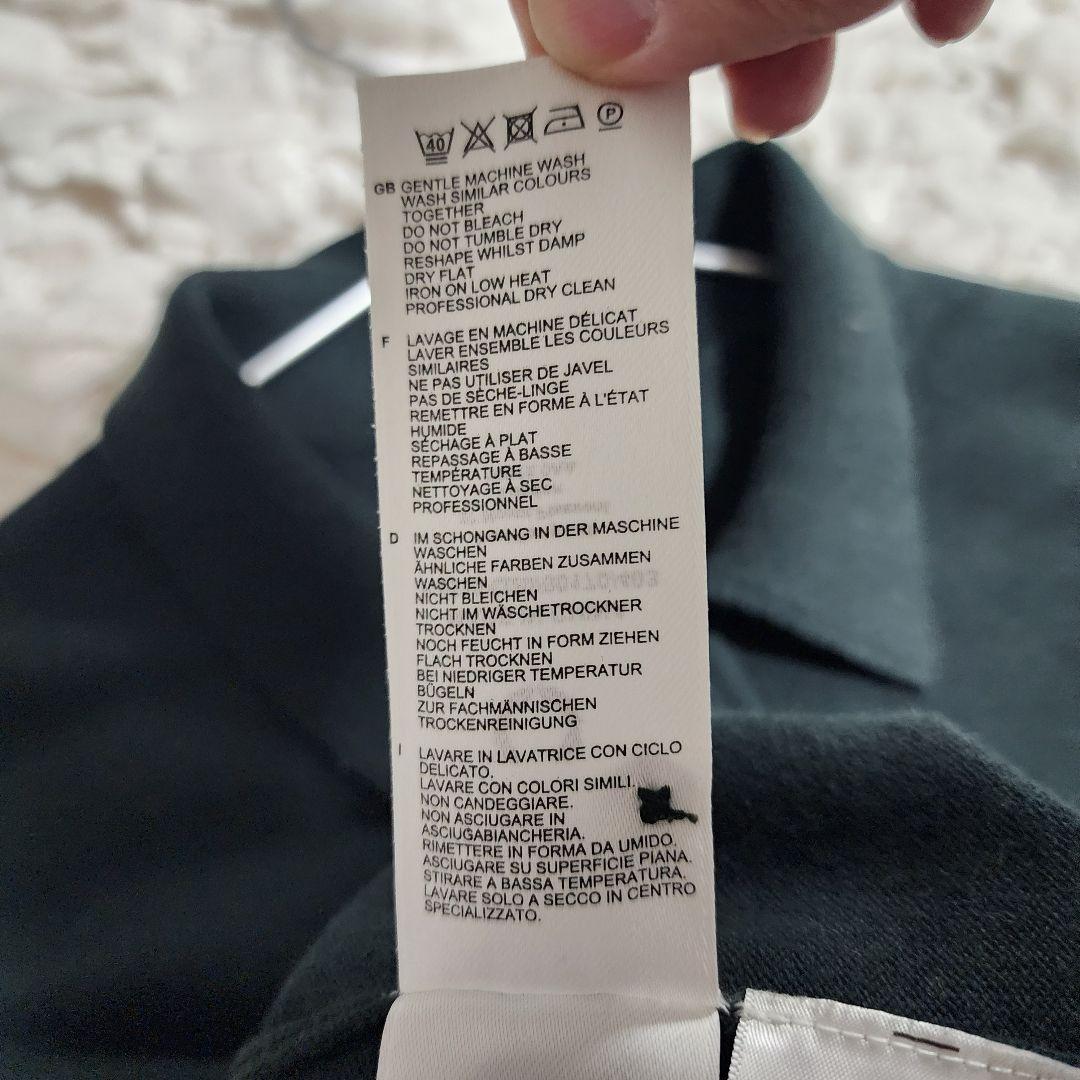 40 P
GB GENTLE MACHINE WASH
WASH SIMILAR COLOURS
TOGETHER
DO NOT BLEACH
DO NOT TUMBLE DRY
RESHAPE WHILST DAMP
DRY FLAT
IRON ON LOW HEAT
PROFESSIONAL DRY CLEAN
F LAVAGE EN MACHINE DÉLICAT
LAVER ENSEMBLE LES COULEURS
SIMILAIRES
NE PAS UTILISER DE JAVEL
PAS DE SÈCHE-LINGE
REMETTRE EN FORME À L'ÉTAT
HUMIDE
SÉCHAGE À PLAT
REPASSAGE À BASSE
TEMPÉRATURE
NETTOYAGE À SEC
PROFESSIONNEL
D IM SCHONGANG IN DER MASCHINE
WASCHEN
ÄHNLICHE FARBEN ZUSAMMEN
WASCHEN
NICHT BLEICHEN
NICHT IM WÄSCHETROCKNER
TROCKNEN
NOCH FEUCHT IN FORM ZIEHEN
FLACH TROCKNEN
BEI NIEDRIGER TEMPERATUR
BÜGELN
ZUR FACHMÄNNISCHEN
TROCKENREINIGUNG
I LAVARE IN LAVATRICE CON CICLO
DELICATO.
LAVARE CON COLORI SIMILI.
NON CANDEGGIARE.
NON ASCIUGARE IN
ASCIUGABIANCHERIA.
RIMETTERE IN FORMA DA UMIDO.
ASCIUGARE SU SUPERFICIE PIANA.
STIRARE A BASSA TEMPERATURA.
LAVARE SOLO A SECCO IN CENTRO
SPECIALIZZATO.